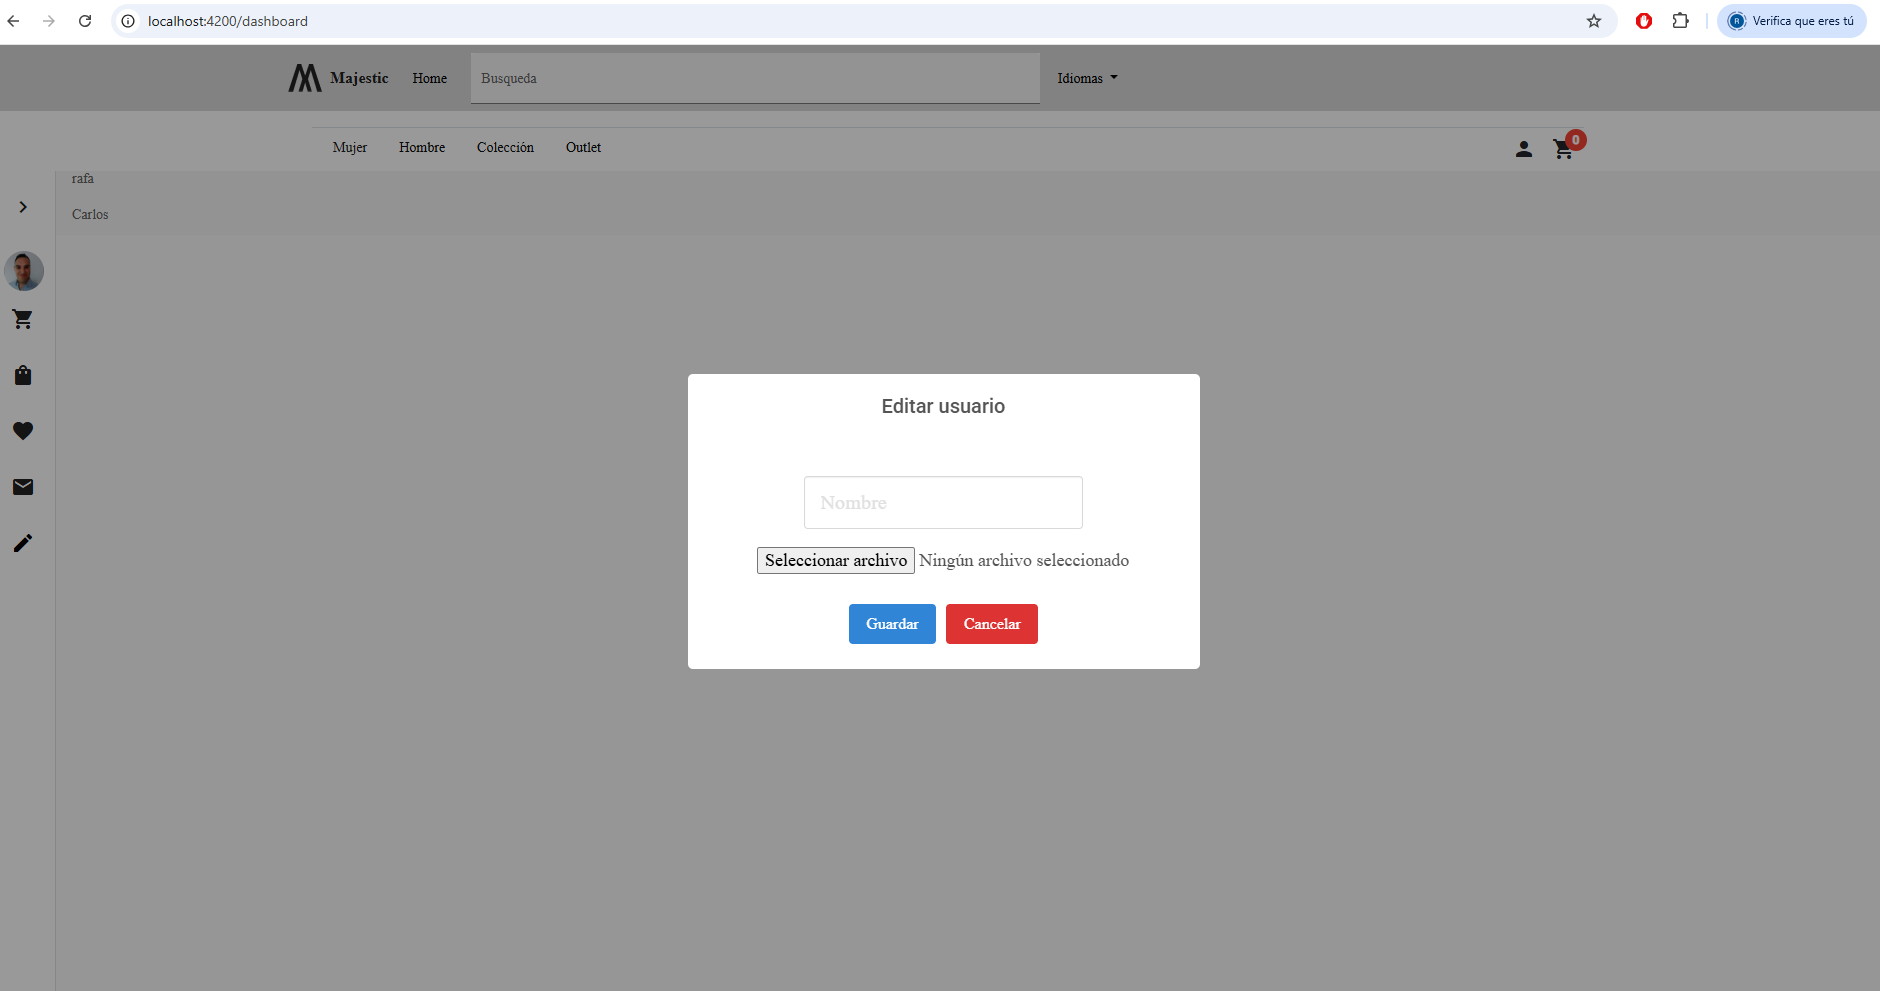 localhost:4200/dashboard
R Verifica que eres tú
Majestic Home Busqueda Idiomas
Mujer Hombre Colección Outlet 0
rafa
Carlos
Editar usuario
Nombre
Seleccionar archivo Ningún archivo seleccionado
Guardar Cancelar